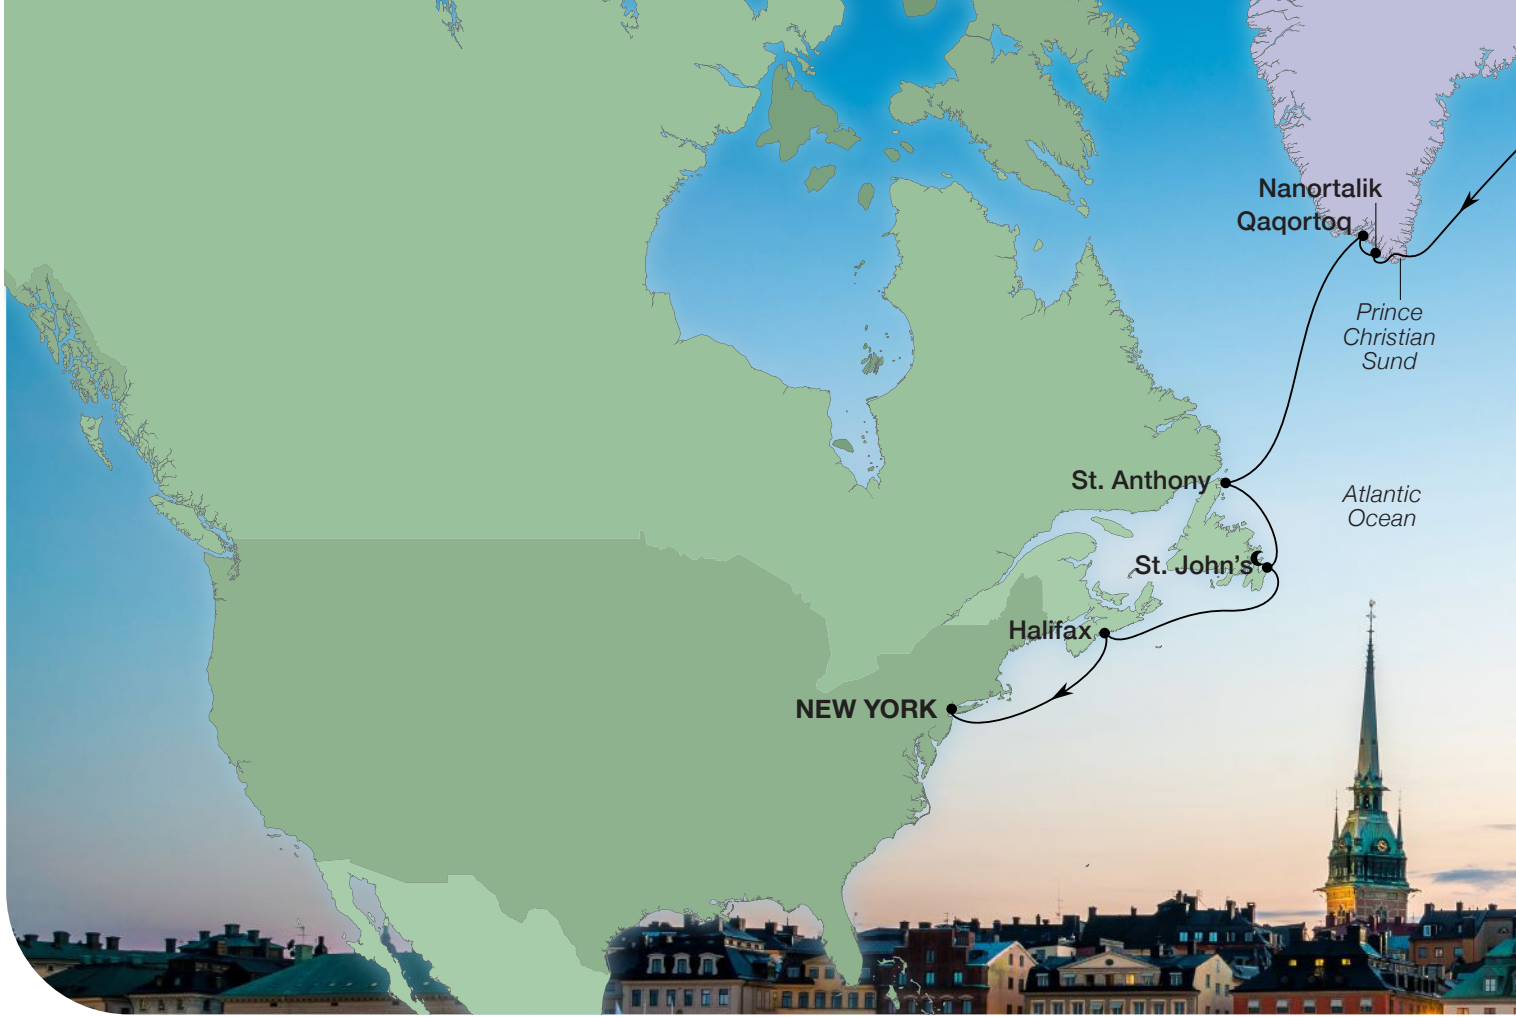 Nanortalik
Qaqortoq
Prince
Christian
Sund
St. Anthony
Atlantic
Ocean
St. John's
Halifax
NEW YORK